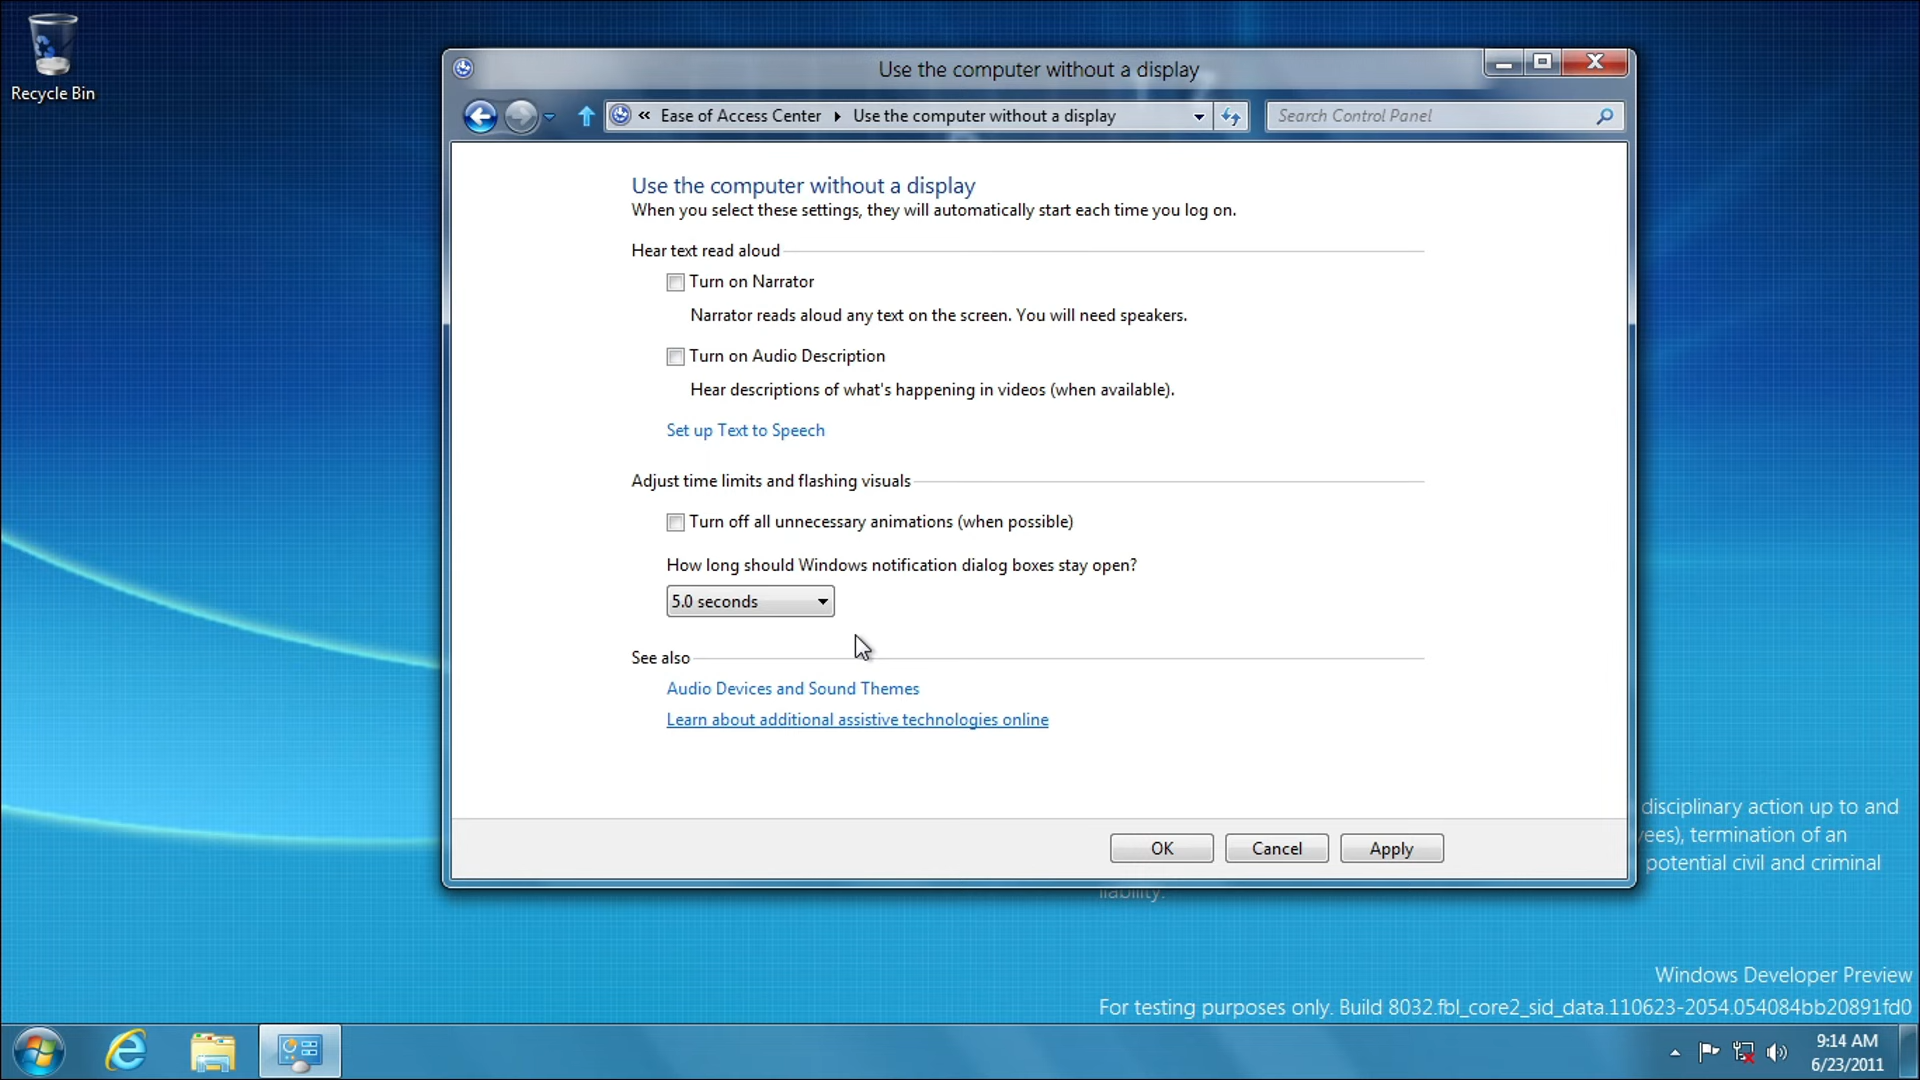 Recycle Bin
Use the computer without a display
« Ease of Access Center Use the computer without a display
Search Control Panel
Use the computer without a display
When you select these settings, they will automatically start each time you log on.
Hear text read aloud
Turn on Narrator
Narrator reads aloud any text on the screen. You will need speakers.
Turn on Audio Description
Hear descriptions of what's happening in videos (when available).
Set up Text to Speech
Adjust time limits and flashing visuals
Turn off all unnecessary animations (when possible)
How long should Windows notification dialog boxes stay open?
5.0 seconds
See also
Audio Devices and Sound Themes
Learn about additional assistive technologies online
OK Cancel Apply
disciplinary action up to and
yees), termination of an
potential civil and criminal
liability.
Windows Developer Preview
For testing purposes only. Build 8032.fbl_core2_sid_data.110623-2054.054084bb20891fd0
9:14 AM
6/23/2011